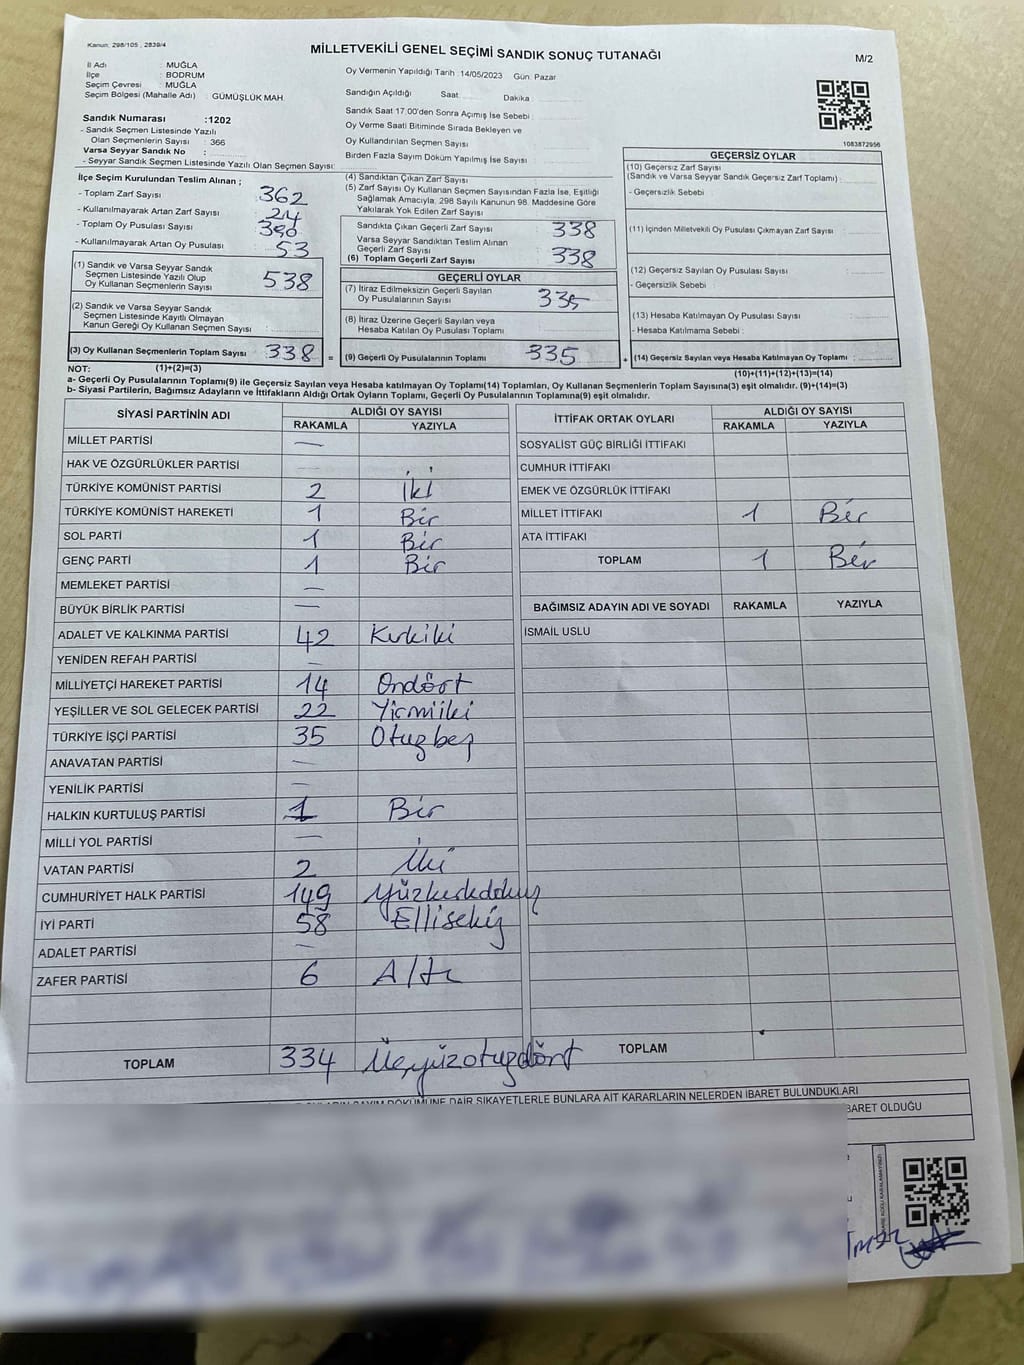 Kanun: 298/105 , 2839/4
MİLLETVEKİLİ GENEL SEÇİMİ SANDIK SONUÇ TUTANAĞI
M/2
İl Adı : MUĞLA
İlçe : BODRUM
Seçim Çevresi : MUĞLA
Seçim Bölgesi (Mahalle Adı) : GÜMÜŞLÜK MAH.
Sandık Numarası :1202
- Sandık Seçmen Listesinde Yazılı
Olan Seçmenlerin Sayısı : 366
Varsa Seyyar Sandık No :
- Seyyar Sandık Seçmen Listesinde Yazılı Olan Seçmen Sayısı:
Oy Vermenin Yapıldığı Tarih :14/05/2023 Gün: Pazar
Sandığın Açıldığı Saat: Dakika :
Sandık Saat 17.00'den Sonra Açımış İse Sebebi :
Oy Verme Saati Bitiminde Sırada Bekleyen ve
Oy Kullandırılan Seçmen Sayısı
Birden Fazla Sayım Döküm Yapılmış İse Sayısı :
1083872956
İlçe Seçim Kurulundan Teslim Alınan ;
- Toplam Zarf Sayısı : 362
- Kullanılmayarak Artan Zarf Sayısı : 24
- Toplam Oy Pusulası Sayısı : 390
- Kullanılmayarak Artan Oy Pusulası : 53
(1) Sandık ve Varsa Seyyar Sandık
Seçmen Listesinde Yazılı Olup
Oy Kullanan Seçmenlerin Sayısı : 538
(2) Sandık ve Varsa Seyyar Sandık
Seçmen Listesinde Kayıtlı Olmayan
Kanun Gereği Oy Kullanan Seçmen Sayısı :
(3) Oy Kullanan Seçmenlerin Toplam Sayısı : 338 =
(4) Sandıktan Çıkan Zarf Sayısı
(5) Zarf Sayısı Oy Kullanan Seçmen Sayısından Fazla İse, Eşitliği
Sağlamak Amacıyla, 298 Sayılı Kanunun 98. Maddesine Göre
Yakılarak Yok Edilen Zarf Sayısı
Sandıkta Çıkan Geçerli Zarf Sayısı : 338
Varsa Seyyar Sandıktan Teslim Alınan
Geçerli Zarf Sayısı
(6) Toplam Geçerli Zarf Sayısı : 338
GEÇERLİ OYLAR
(7) İtiraz Edilmeksizin Geçerli Sayılan
Oy Pusulalarının Sayısı : 335
(8) İtiraz Üzerine Geçerli Sayılan veya
Hesaba Katılan Oy Pusulası Toplamı
(9) Geçerli Oy Pusulalarının Toplamı : 335 +
GEÇERSİZ OYLAR
(10) Geçersiz Zarf Sayısı
(Sandık ve Varsa Seyyar Sandık Geçersiz Zarf Toplamı) :
- Geçersizlik Sebebi
(11) İçinden Milletvekili Oy Pusulası Çıkmayan Zarf Sayısı :
(12) Geçersiz Sayılan Oy Pusulası Sayısı :
- Geçersizlik Sebebi :
(13) Hesaba Katılmayan Oy Pusulası Sayısı :
- Hesaba Katılmama Sebebi :
(14) Geçersiz Sayılan veya Hesaba Katılmayan Oy Toplamı :
NOT: (1)+(2)=(3)
(10)+(11)+(12)+(13)=(14)
a- Geçerli Oy Pusulalarının Toplamı(9) ile Geçersiz Sayılan veya Hesaba katılmayan Oy Toplamı(14) Toplamları, Oy Kullanan Seçmenlerin Toplam Sayısına(3) eşit olmalıdır. (9)+(14)=(3)
b- Siyasi Partilerin, Bağımsız Adayların ve İttifakların Aldığı Ortak Oyların Toplamı, Geçerli Oy Pusulalarının Toplamına(9) eşit olmalıdır.
SİYASİ PARTİNİN ADI ALDIĞI OY SAYISI
RAKAMLA YAZIYLA
MİLLET PARTİSİ —
HAK VE ÖZGÜRLÜKLER PARTİSİ —
TÜRKİYE KOMÜNİST PARTİSİ 2 iki
TÜRKİYE KOMÜNİST HAREKETİ 1 Bir
SOL PARTİ 1 Bir
GENÇ PARTİ 1 Bir
MEMLEKET PARTİSİ —
BÜYÜK BİRLİK PARTİSİ —
ADALET VE KALKINMA PARTİSİ 42 Kırkiki
YENİDEN REFAH PARTİSİ —
MİLLİYETÇİ HAREKET PARTİSİ 14 Ondört
YEŞİLLER VE SOL GELECEK PARTİSİ 22 Yirmiiki
TÜRKİYE İŞÇİ PARTİSİ 35 Otuzbeş
ANAVATAN PARTİSİ —
YENİLİK PARTİSİ —
HALKIN KURTULUŞ PARTİSİ 1 Bir
MİLLİ YOL PARTİSİ —
VATAN PARTİSİ 2 İki
CUMHURİYET HALK PARTİSİ 149 Yüzkırkdokuz
İYİ PARTİ 58 Ellisekiz
ADALET PARTİSİ —
ZAFER PARTİSİ 6 Altı
TOPLAM 334 Üçyüzotuzdört
İTTİFAK ORTAK OYLARI ALDIĞI OY SAYISI
RAKAMLA YAZIYLA
SOSYALİST GÜÇ BİRLİĞİ İTTİFAKI
CUMHUR İTTİFAKI
EMEK VE ÖZGÜRLÜK İTTİFAKI
MİLLET İTTİFAKI 1 Bir
ATA İTTİFAKI
TOPLAM 1 Bir
BAĞIMSIZ ADAYIN ADI VE SOYADI RAKAMLA YAZIYLA
İSMAİL USLU
TOPLAM
SAYIM DÖKÜMÜNE DAİR ŞİKAYETLERLE BUNLARA AİT KARARLARIN NELERDEN İBARET BULUNDUKLARI
BARET OLDUĞU